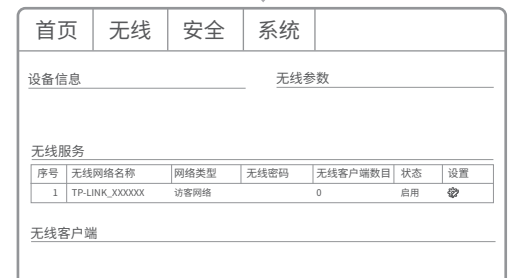 首页 无线 安全 系统
设备信息 无线参数
无线服务
序号 无线网络名称 网络类型 无线密码 无线客户端数目 状态 设置
1 TP-LINK_XXXXXX 访客网络 0 启用
无线客户端